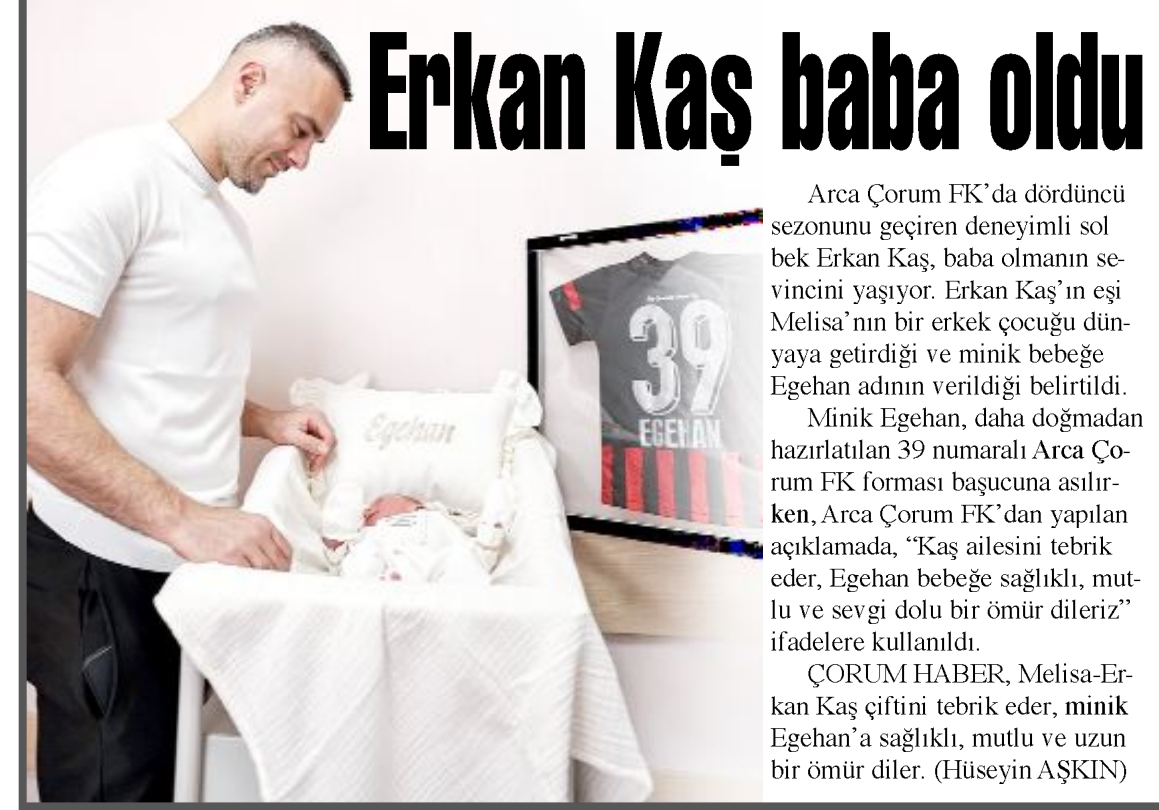 Erkan Kaş baba oldu
Arca Çorum FK’da dördüncü
sezonunu geçiren deneyimli sol
bek Erkan Kaş, baba olmanın se-
vincini yaşıyor. Erkan Kaş’ın eşi
Melisa’nın bir erkek çocuğu dün-
yaya getirdiği ve minik bebeğe
Egehan adının verildiği belirtildi.
Minik Egehan, daha doğmadan
hazırlatılan 39 numaralı Arca Ço-
rum FK forması başucuna asılır-
ken, Arca Çorum FK’dan yapılan
açıklamada, “Kaş ailesini tebrik
eder, Egehan bebeğe sağlıklı, mut-
lu ve sevgi dolu bir ömür dileriz”
ifadelere kullanıldı.
ÇORUM HABER, Melisa-Er-
kan Kaş çiftini tebrik eder, minik
Egehan’a sağlıklı, mutlu ve uzun
bir ömür diler. (Hüseyin AŞKIN)
39
EGEHAN
Egehan